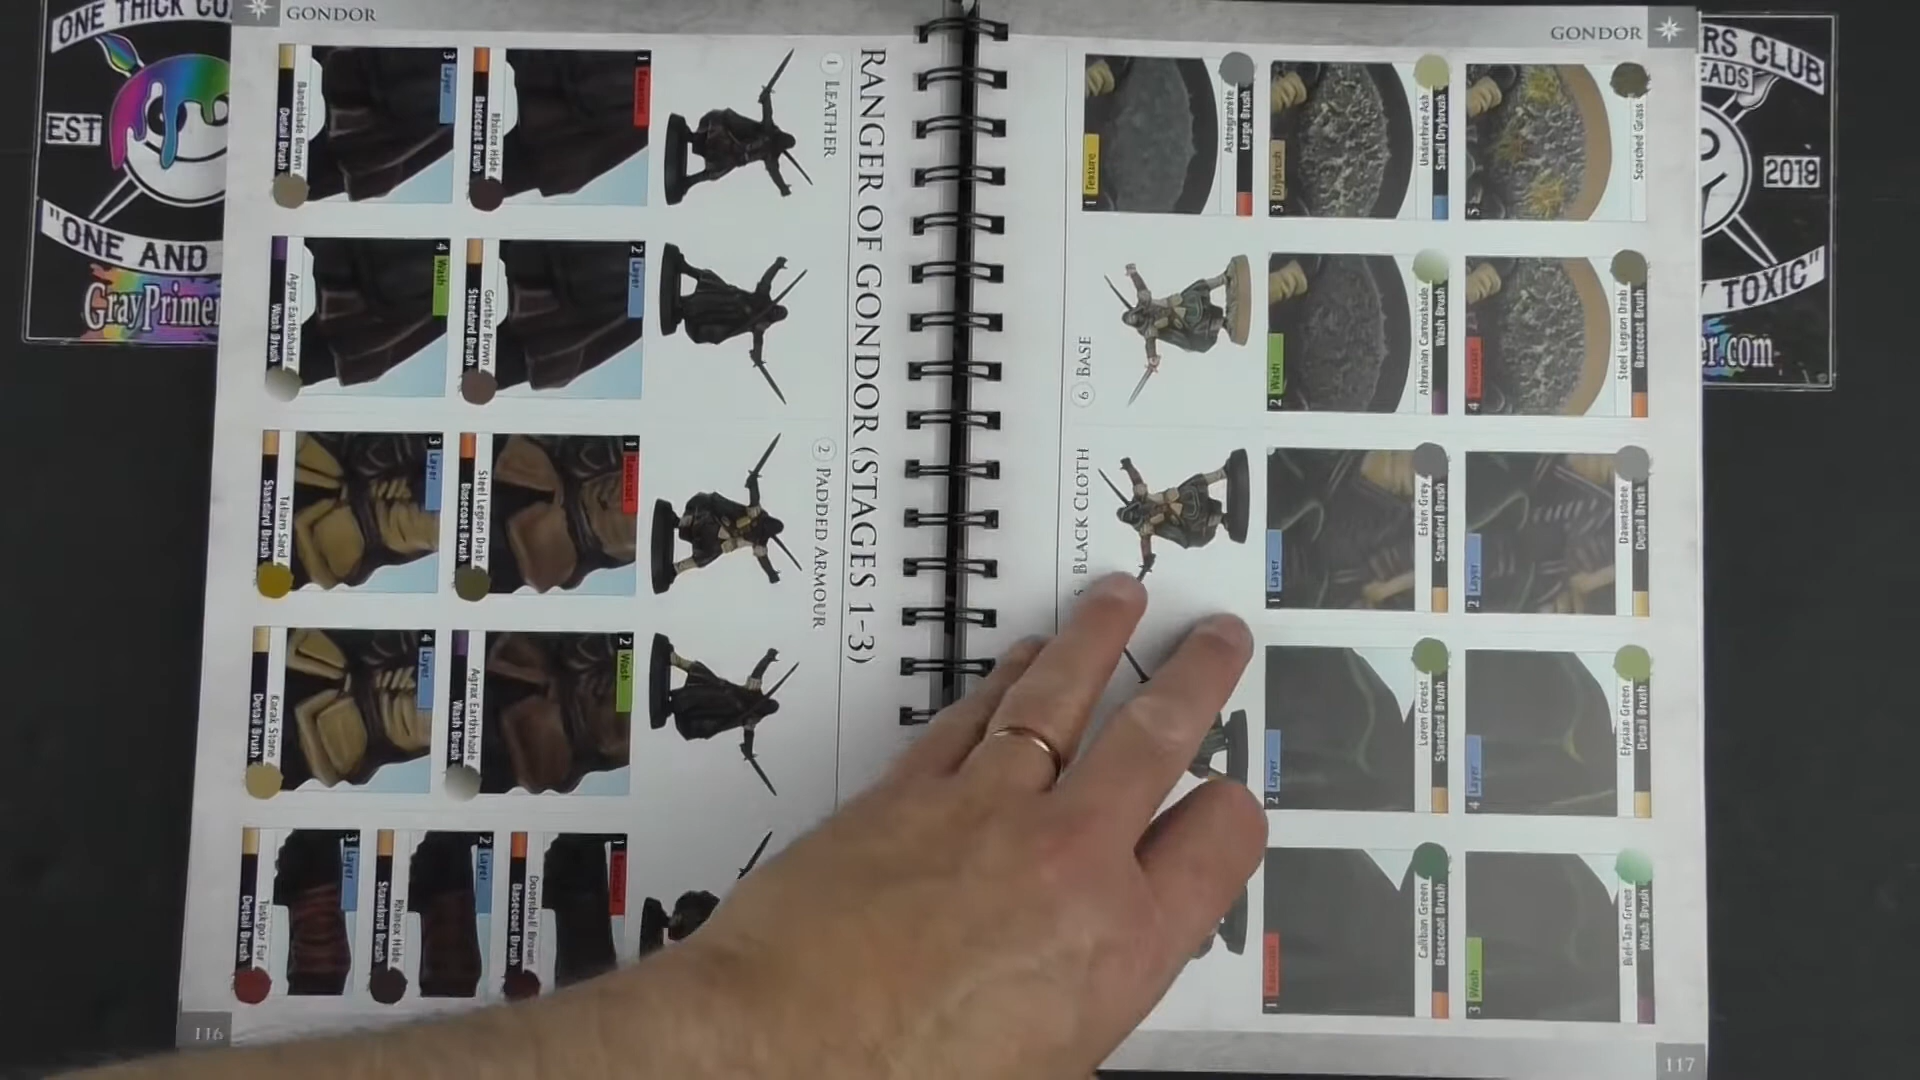 ONE THICK CO
EST
"ONE AND
GrayPrimer
RS CLUB
EADS
2019
TOXIC"
er.com
GONDOR
RANGER OF GONDOR (STAGES 1-3)
1 LEATHER
1 Basecoat
Rhinox Hide
Basecoat Brush
2 Layer
Gorthor Brown
Standard Brush
3 Layer
Baneblade Brown
Detail Brush
4 Wash
Agrax Earthshade
Wash Brush
2 PADDED ARMOUR
1 Basecoat
Steel Legion Drab
Basecoat Brush
2 Wash
Agrax Earthshade
Wash Brush
3 Layer
Tallarn Sand
Standard Brush
4 Layer
Karak Stone
Detail Brush
1 Basecoat
Doombull Brown
Basecoat Brush
2 Layer
Rhinox Hide
Standard Brush
3 Layer
Tuskgor Fur
Detail Brush
116
GONDOR
1 Basecoat
Caliban Green
Basecoat Brush
2 Layer
Loren Forest
Standard Brush
3 Wash
Biel-Tan Green
Wash Brush
4 Layer
Elysian Green
Detail Brush
5 BLACK CLOTH
1 Layer
Eshin Grey
Standard Brush
2 Layer
Dawnstone
Detail Brush
6 BASE
1 Texture
Astrogranite
Large Brush
2 Wash
Athonian Camoshade
Wash Brush
3 Drybrush
Underhive Ash
Small Drybrush
4 Basecoat
Steel Legion Drab
Basecoat Brush
5
Scorched Grass
117